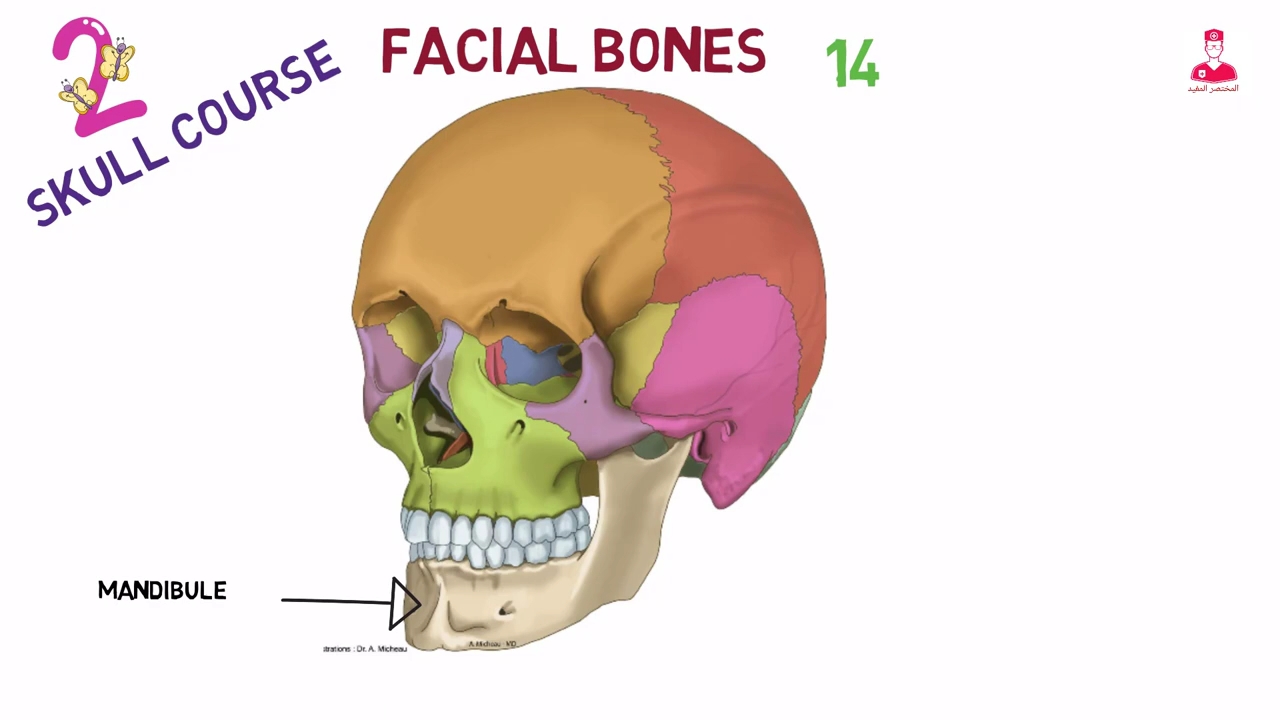 2
SKULL COURSE
FACIAL BONES 14
المختصر المفيد
MANDIBULE
trations : Dr. A. Micheau
A. Micheau - MD